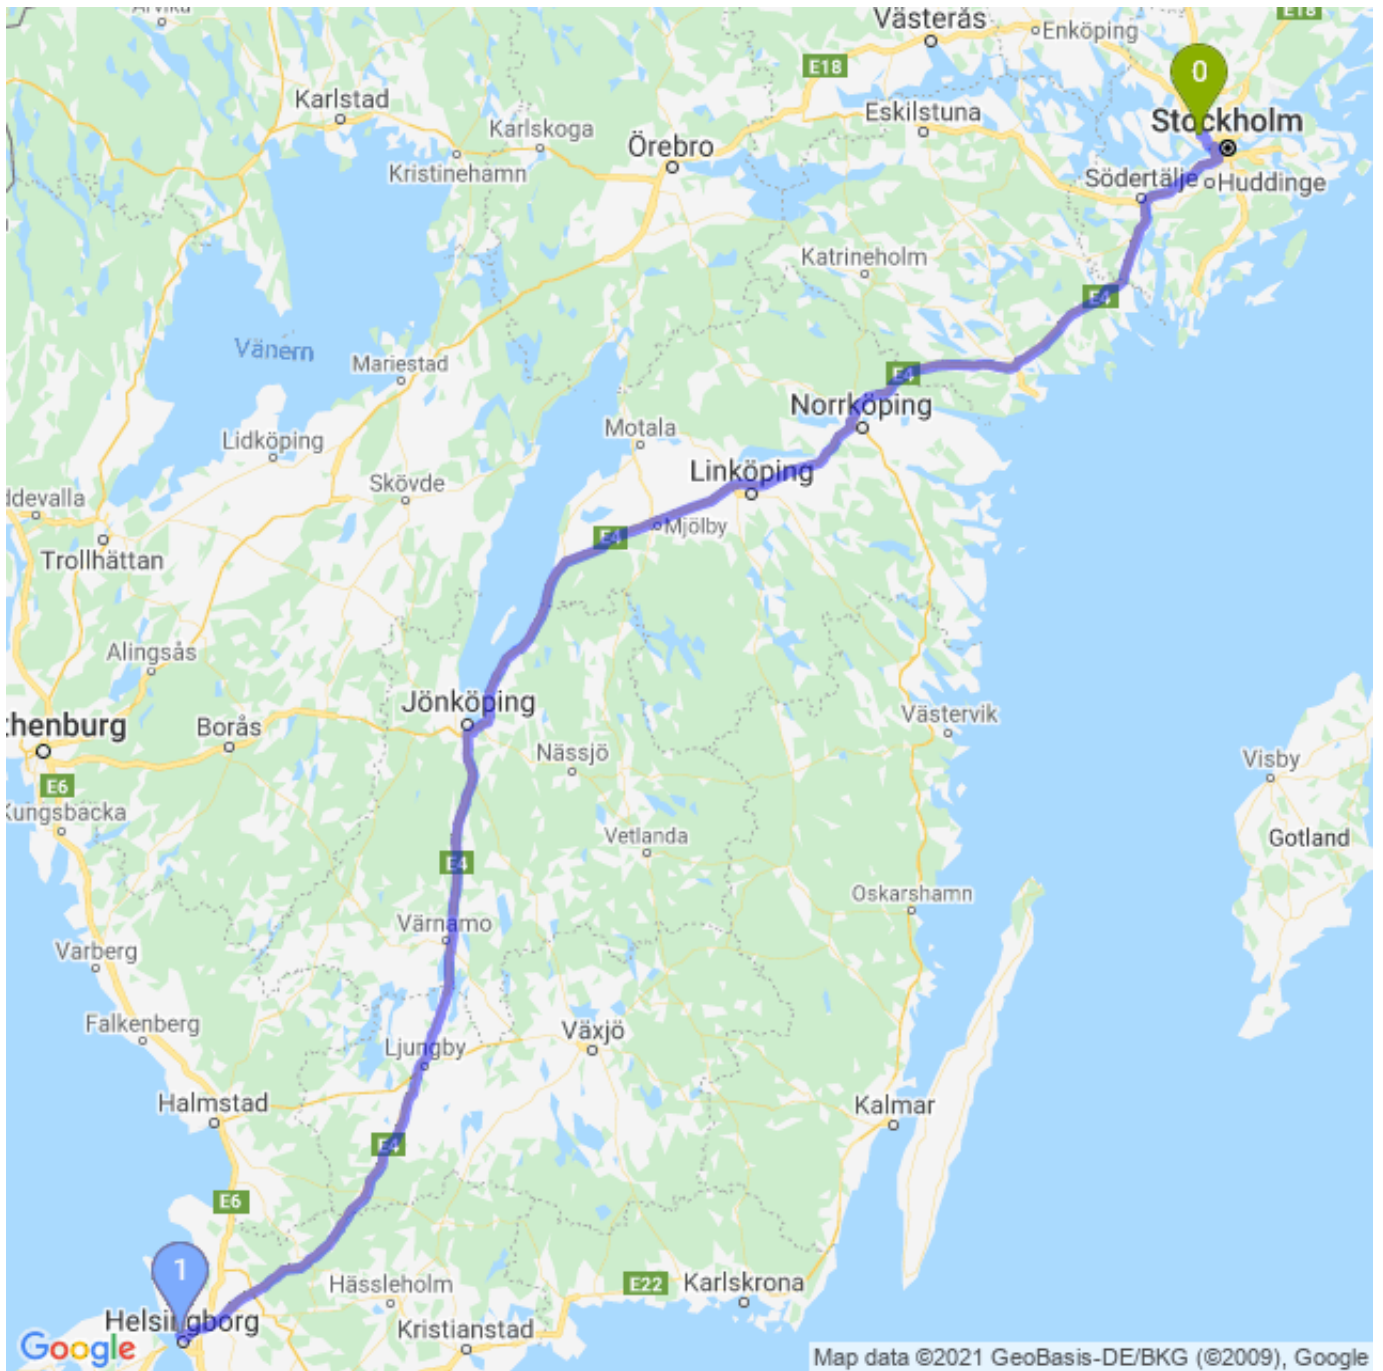 Arvika
Västerås
Enköping
E18
E18
0
Karlstad
Karlskoga
Eskilstuna
Stockholm
Örebro
Kristinehamn
Södertälje
Huddinge
Katrineholm
E4
Vänern
Mariestad
E4
Norrköping
Motala
Lidköping
Linköping
Skövde
ddevalla
Mjölby
E4
Trollhättan
Alingsås
Jönköping
thenburg
Borås
Västervik
Nässjö
Visby
E6
Kungsbacka
Vetlanda
Gotland
E4
Oskarshamn
Värnamo
Varberg
Falkenberg
Växjö
Ljungby
Halmstad
Kalmar
E4
E6
1
Hässleholm
E22
Karlskrona
Helsingborg
Kristianstad
Google
Map data ©2021 GeoBasis-DE/BKG (©2009), Google